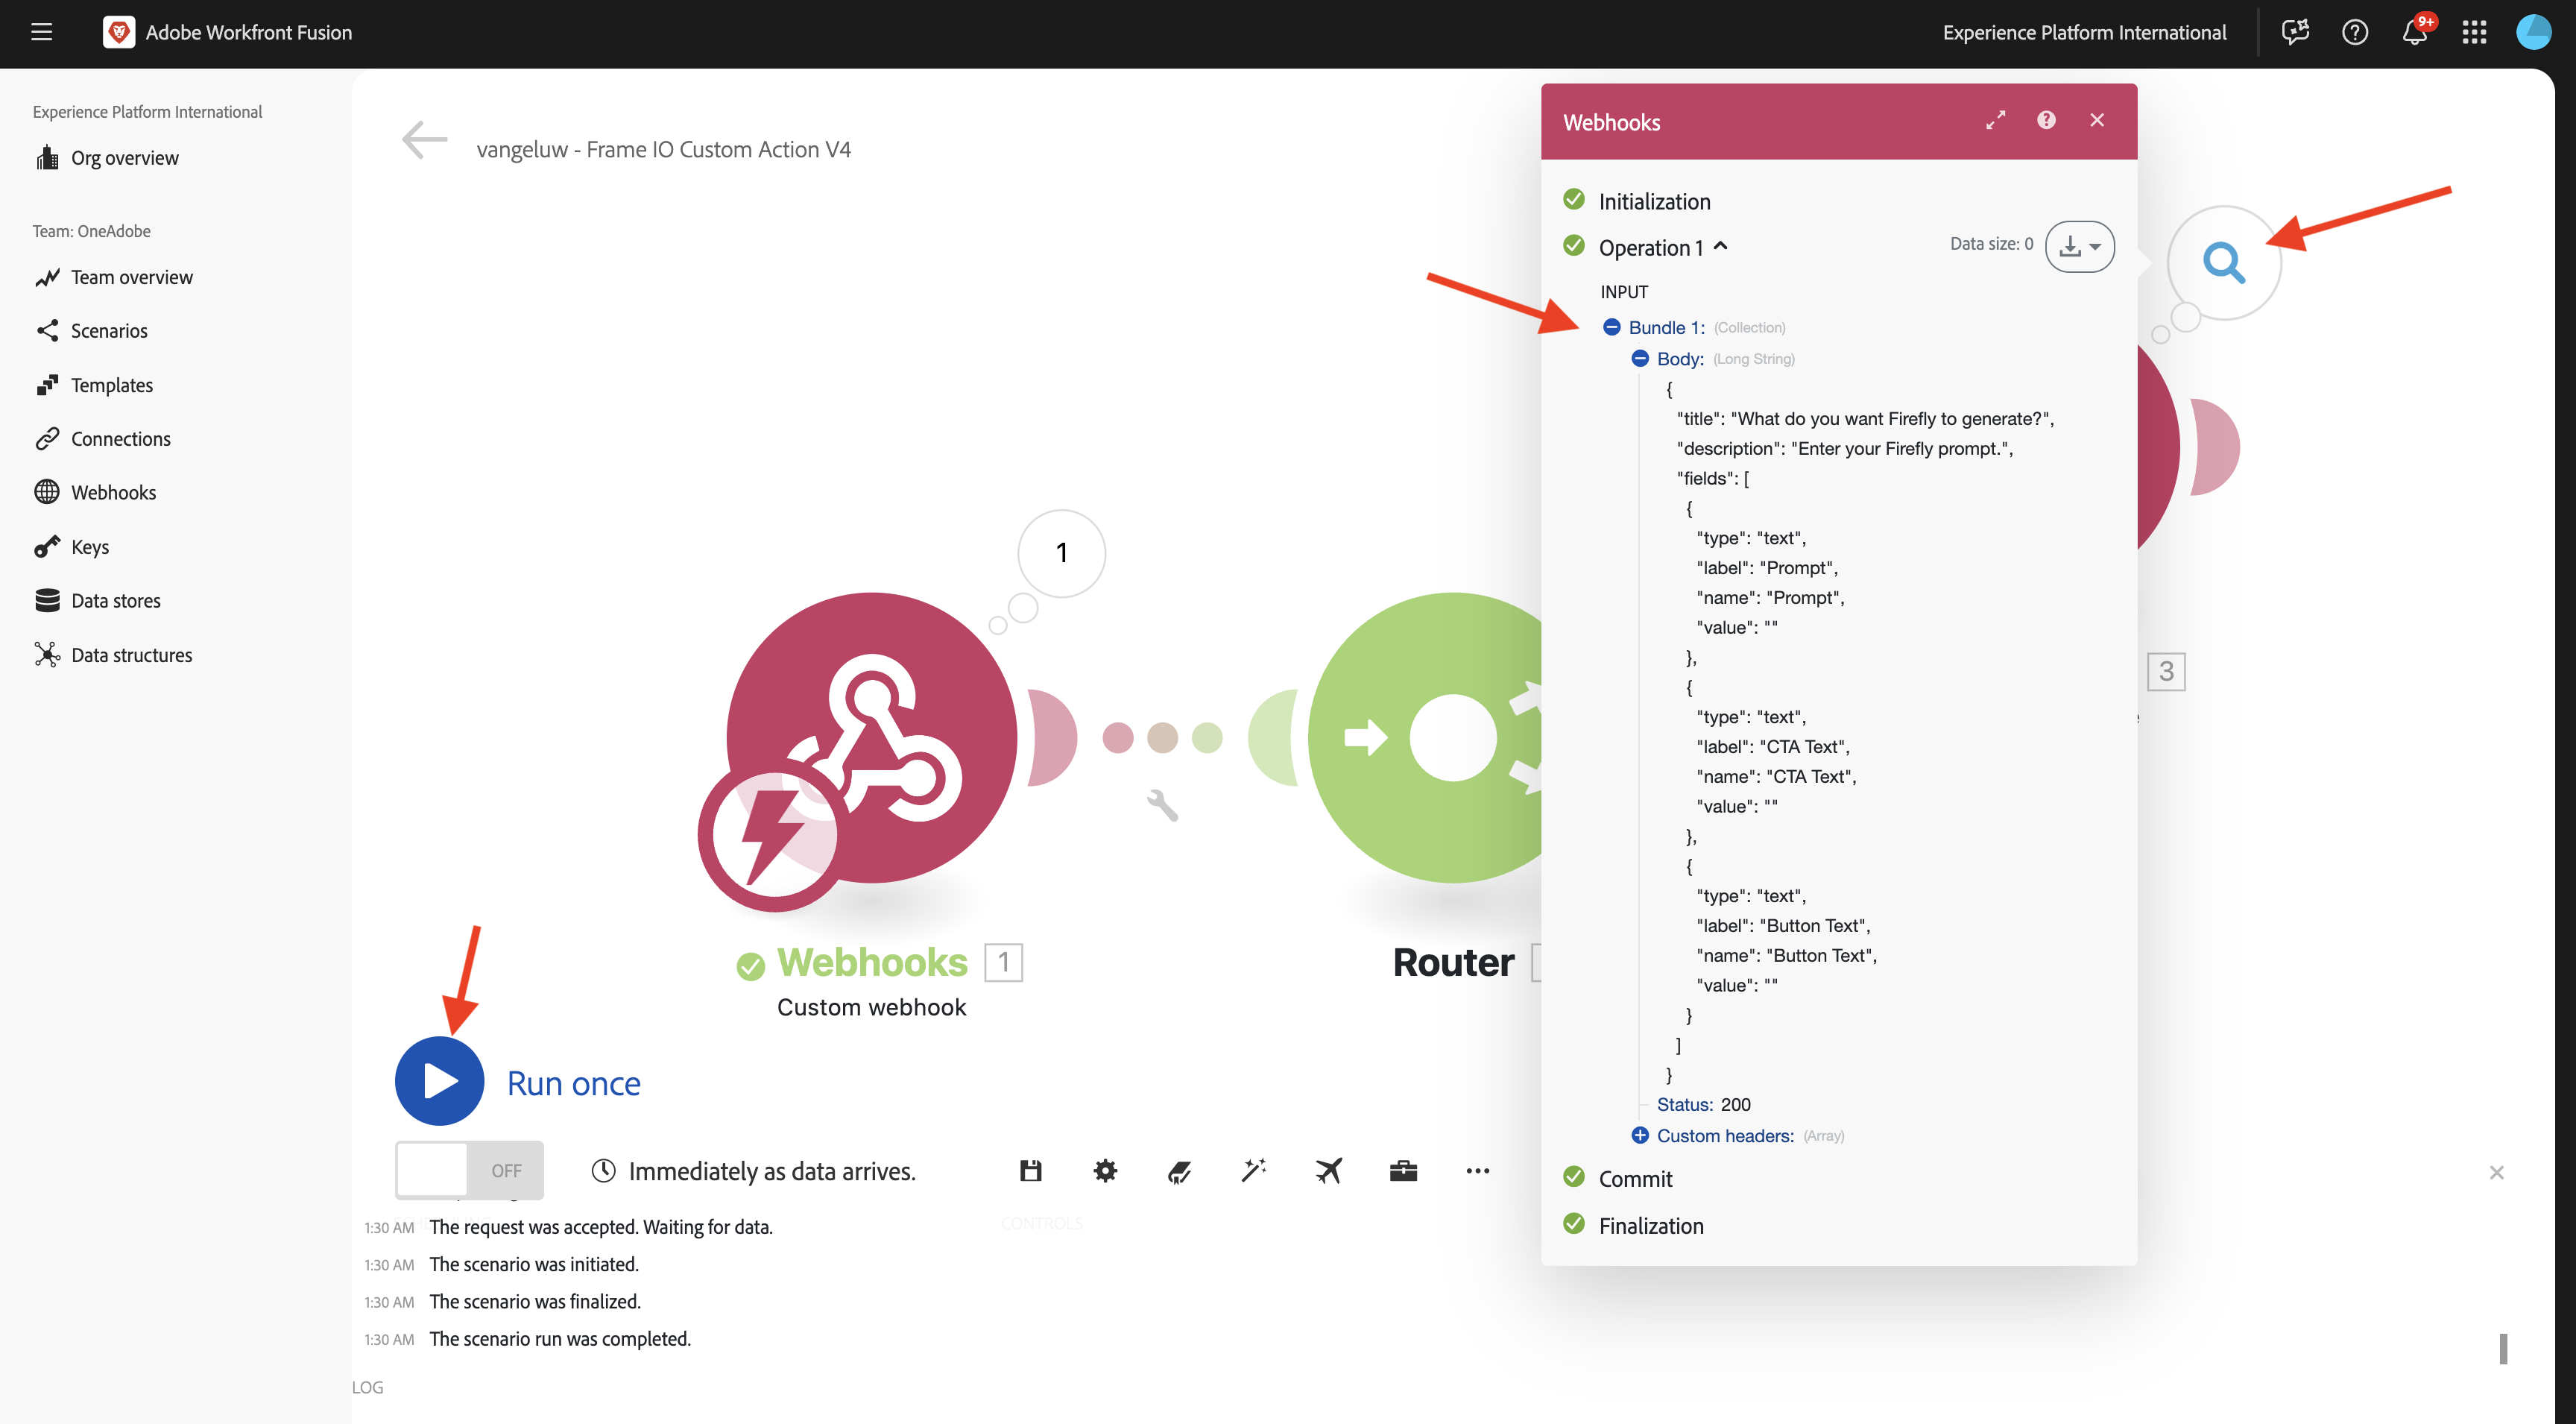 Adobe Workfront Fusion
Experience Platform International
9+
Experience Platform International
Org overview
Team: OneAdobe
Team overview
Scenarios
Templates
Connections
Webhooks
Keys
Data stores
Data structures
vangeluw - Frame IO Custom Action V4
1
Webhooks 1
Custom webhook
Router
3
Webhooks
Initialization
Operation 1
Data size: 0
INPUT
Bundle 1: (Collection)
Body: (Long String)
{
"title": "What do you want Firefly to generate?",
"description": "Enter your Firefly prompt.",
"fields": [
{
"type": "text",
"label": "Prompt",
"name": "Prompt",
"value": ""
},
{
"type": "text",
"label": "CTA Text",
"name": "CTA Text",
"value": ""
},
{
"type": "text",
"label": "Button Text",
"name": "Button Text",
"value": ""
}
]
}
Status: 200
Custom headers: (Array)
Commit
Finalization
Run once
OFF
Immediately as data arrives.
CONTROLS
1:30 AM The request was accepted. Waiting for data.
1:30 AM The scenario was initiated.
1:30 AM The scenario was finalized.
1:30 AM The scenario run was completed.
LOG